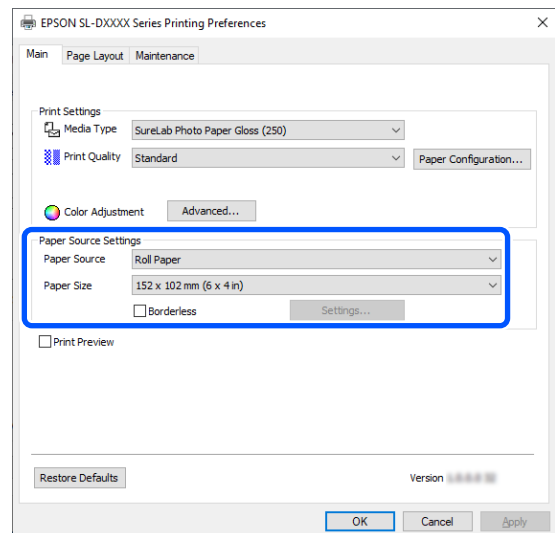 EPSON SL-DXXXX Series Printing Preferences
Main Page Layout Maintenance
Print Settings
Media Type SureLab Photo Paper Gloss (250)
Print Quality Standard Paper Configuration...
Color Adjustment Advanced...
Paper Source Settings
Paper Source Roll Paper
Paper Size 152 x 102 mm (6 x 4 in)
Borderless Settings...
Print Preview
Restore Defaults Version
OK Cancel Apply